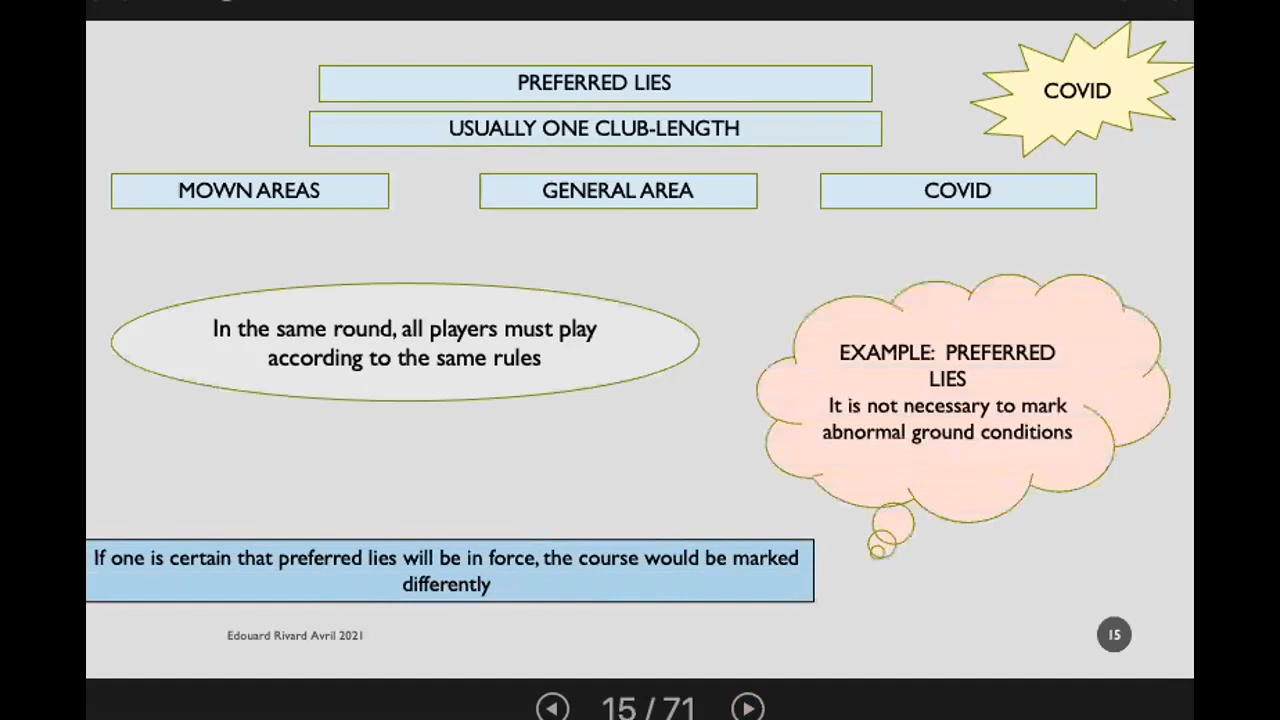 PREFERRED LIES
COVID
USUALLY ONE CLUB-LENGTH
MOWN AREAS
GENERAL AREA
COVID
In the same round, all players must play
according to the same rules
EXAMPLE: PREFERRED
LIES
It is not necessary to mark
abnormal ground conditions
If one is certain that preferred lies will be in force, the course would be marked
differently
Edouard Rivard Avril 2021
15
15 / 71